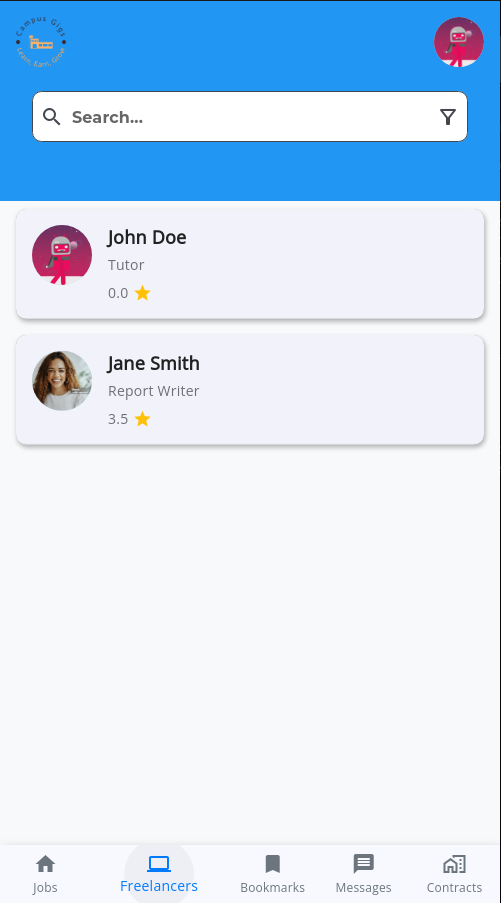 Campus Gigs
Learn, Earn, Grow
Search...
John Doe
Tutor
0.0
Jane Smith
Report Writer
3.5
Jobs
Freelancers
Bookmarks
Messages
Contracts